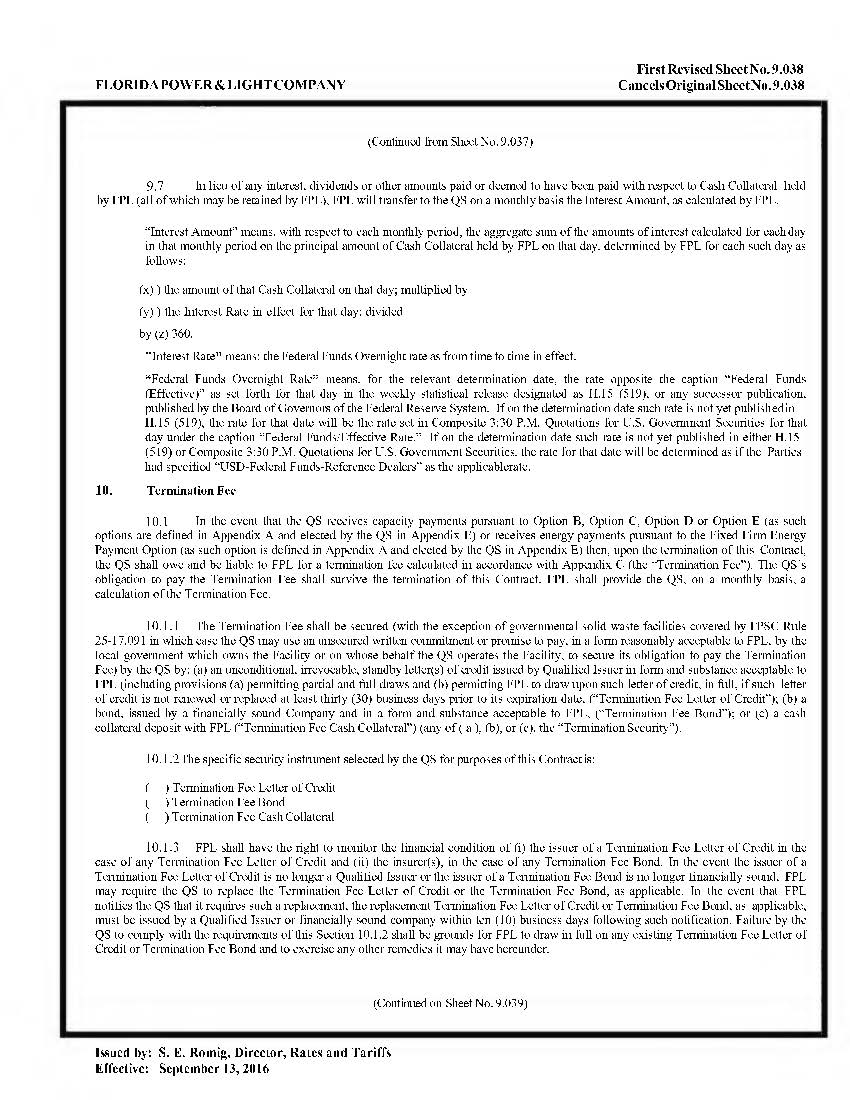 First Revised Sheet No. 9.038
FLORIDA POWER & LIGHT COMPANY
Cancels Original Sheet No. 9.038
(Continued from Sheet No. 9.037)
9.7 In lieu of any interest, dividends or other amounts paid or deemed to have been paid with respect to Cash Collateral held
by FPL (all of which may be retained by FPL), FPL will transfer to the QS on a monthly basis the Interest Amount, as calculated by FPL.
“Interest Amount” means, with respect to each monthly period, the aggregate sum of the amounts of interest calculated for each day
in that monthly period on the principal amount of Cash Collateral held by FPL on that day, determined by FPL for each such day as
follows:
(x) ) the amount of that Cash Collateral on that day; multiplied by
(y) ) the Interest Rate in effect for that day; divided
by (z) 360.
“Interest Rate” means: the Federal Funds Overnight rate as from time to time in effect.
“Federal Funds Overnight Rate” means, for the relevant determination date, the rate opposite the caption “Federal Funds
(Effective)” as set forth for that day in the weekly statistical release designated as H.15 (519), or any successor publication,
published by the Board of Governors of the Federal Reserve System. If on the determination date such rate is not yet published in
H.15 (519), the rate for that date will be the rate set in Composite 3:30 P.M. Quotations for U.S. Government Securities for that
day under the caption “Federal Funds/Effective Rate.” If on the determination date such rate is not yet published in either H.15
(519) or Composite 3:30 P.M. Quotations for U.S. Government Securities, the rate for that date will be determined as if the Parties
had specified “USD-Federal Funds-Reference Dealers” as the applicable rate.
10. Termination Fee
10.1 In the event that the QS receives capacity payments pursuant to Option B, Option C, Option D or Option E (as such
options are defined in Appendix A and elected by the QS in Appendix E) or receives energy payments pursuant to the Fixed Firm Energy
Payment Option (as such option is defined in Appendix A and elected by the QS in Appendix E) then, upon the termination of this Contract,
the QS shall owe and be liable to FPL for a termination fee calculated in accordance with Appendix C (the “Termination Fee”). The QS's
obligation to pay the Termination Fee shall survive the termination of this Contract. FPL shall provide the QS, on a monthly basis, a
calculation of the Termination Fee.
10.1.1 The Termination Fee shall be secured (with the exception of governmental solid waste facilities covered by FPSC Rule
25-17.091 in which case the QS may use an unsecured written commitment or promise to pay, in a form reasonably acceptable to FPL, by the
local government which owns the Facility or on whose behalf the QS operates the Facility, to secure its obligation to pay the Termination
Fee) by the QS by: (a) an unconditional, irrevocable, standby letter(s) of credit issued by Qualified Issuer in form and substance acceptable to
FPL (including provisions (a) permitting partial and full draws and (b) permitting FPL to draw upon such letter of credit, in full, if such letter
of credit is not renewed or replaced at least thirty (30) business days prior to its expiration date, (“Termination Fee Letter of Credit”); (b) a
bond, issued by a financially sound Company and in a form and substance acceptable to FPL, (“Termination Fee Bond”); or (c) a cash
collateral deposit with FPL (“Termination Fee Cash Collateral”) (any of ( a ), (b), or (c), the “Termination Security”).
10.1.2 The specific security instrument selected by the QS for purposes of this Contract is:
( ) Termination Fee Letter of Credit
( ) Termination Fee Bond
( ) Termination Fee Cash Collateral
10.1.3 FPL shall have the right to monitor the financial condition of (i) the issuer of a Termination Fee Letter of Credit in the
case of any Termination Fee Letter of Credit and (ii) the insurer(s), in the case of any Termination Fee Bond. In the event the issuer of a
Termination Fee Letter of Credit is no longer a Qualified Issuer or the issuer of a Termination Fee Bond is no longer financially sound, FPL
may require the QS to replace the Termination Fee Letter of Credit or the Termination Fee Bond, as applicable. In the event that FPL
notifies the QS that it requires such a replacement, the replacement Termination Fee Letter of Credit or Termination Fee Bond, as applicable,
must be issued by a Qualified Issuer or financially sound company within ten (10) business days following such notification. Failure by the
QS to comply with the requirements of this Section 10.1.2 shall be grounds for FPL to draw in full on any existing Termination Fee Letter of
Credit or Termination Fee Bond and to exercise any other remedies it may have hereunder.
(Continued on Sheet No. 9.039)
Issued by: S. E. Romig, Director, Rates and Tariffs
Effective: September 13, 2016